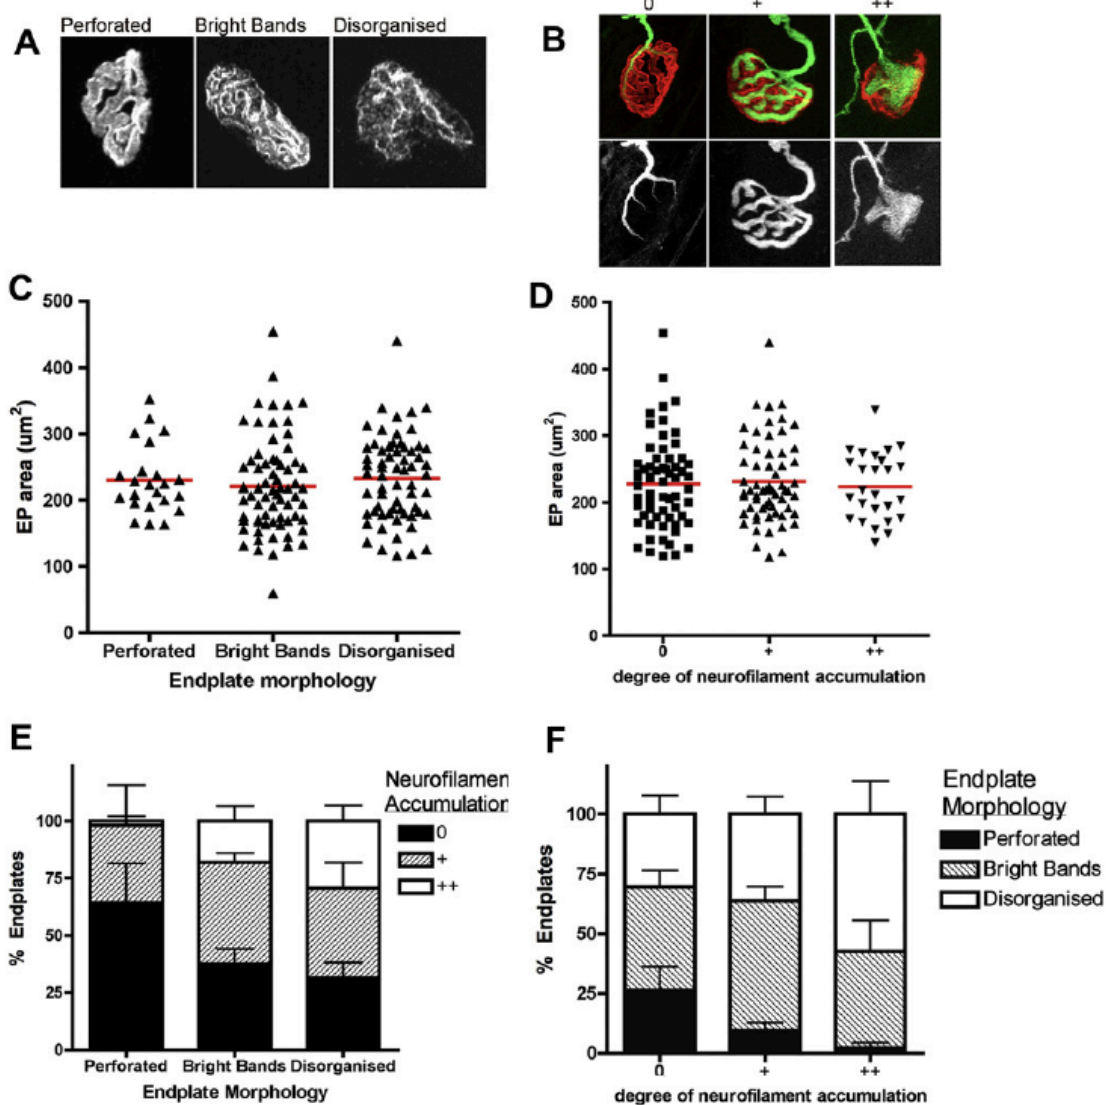 A
Perforated
Bright Bands
Disorganised
B
0
+
++
C
500
400
300
200
100
0
EP area (um2)
Perforated
Bright Bands
Disorganised
Endplate morphology
D
500
400
300
200
100
0
EP area (um2)
0
+
++
degree of neurofilament accumulation
E
100
75
50
25
0
% Endplates
Perforated
Bright Bands
Disorganised
Endplate Morphology
Neurofilamen
Accumulation
0
+
++
F
100
75
50
25
0
% Endplates
0
+
++
degree of neurofilament accumulation
Endplate
Morphology
Perforated
Bright Bands
Disorganised